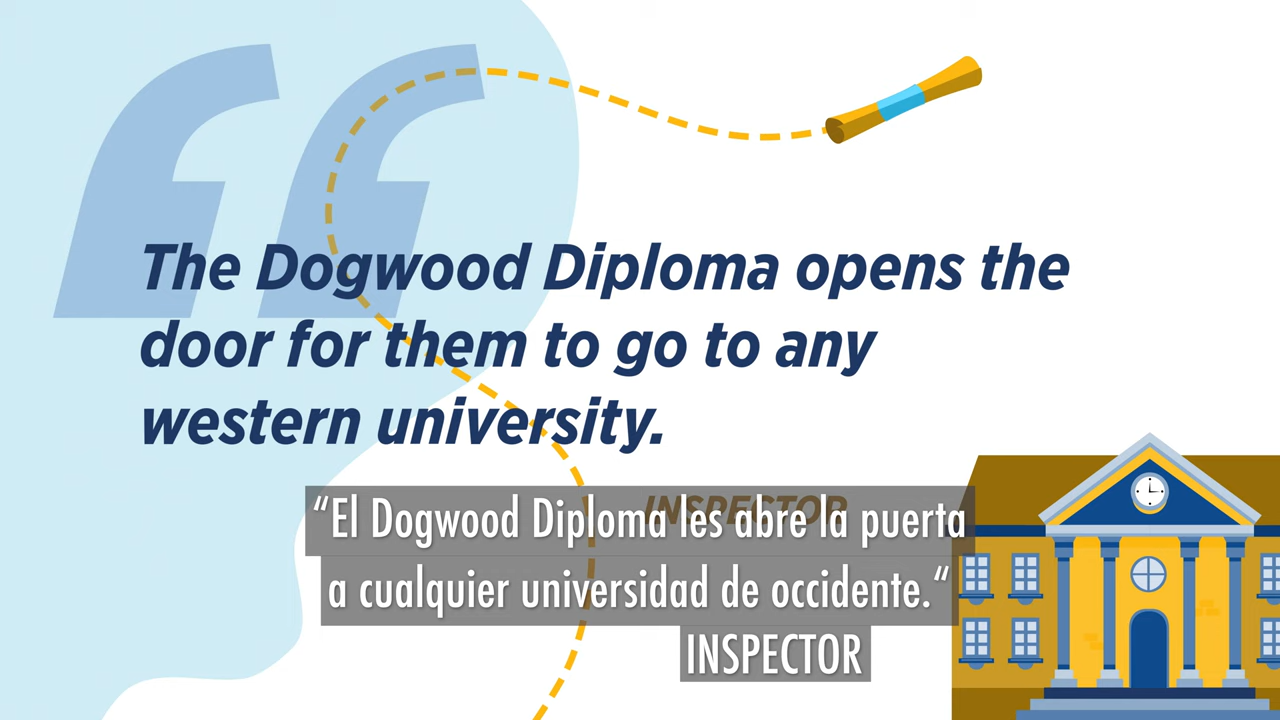 The Dogwood Diploma opens the
door for them to go to any
western university.
INSPECTOR
“El Dogwood Diploma les abre la puerta
a cualquier universidad de occidente.“
INSPECTOR